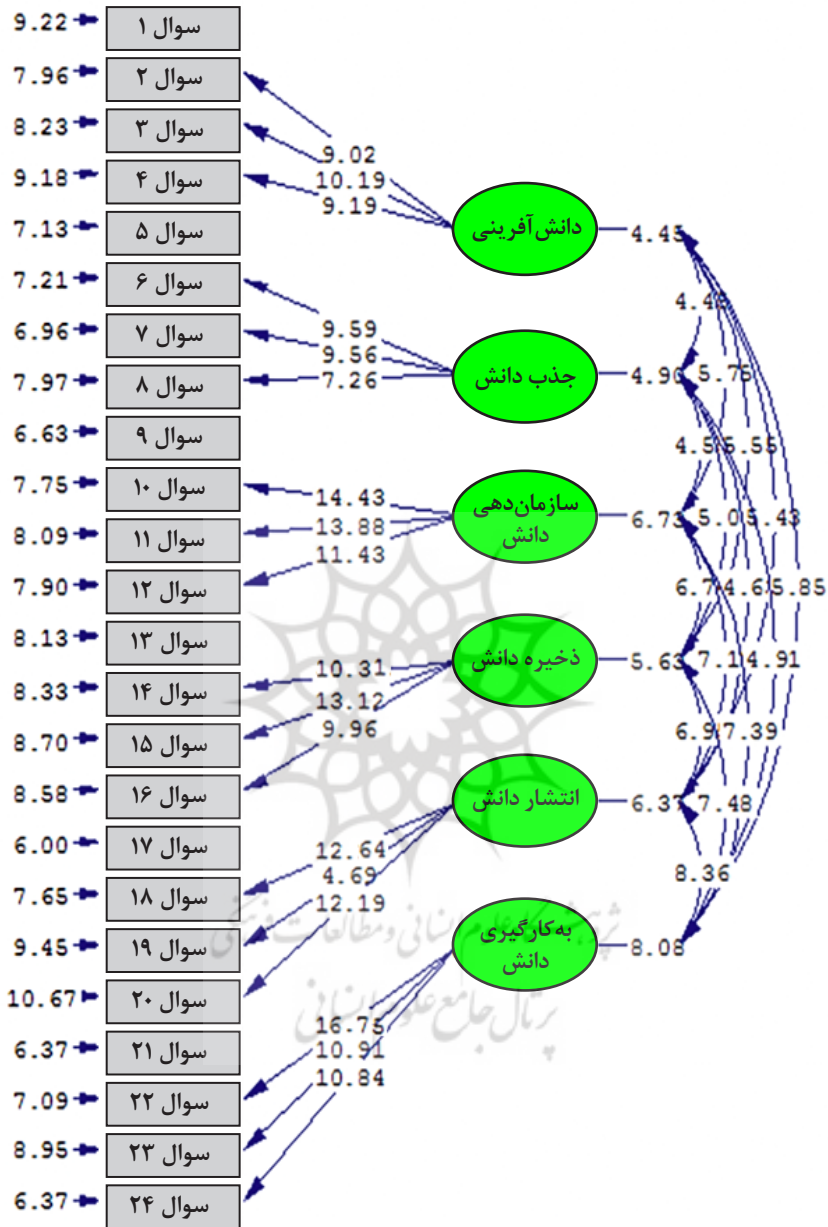 9.22 سوال ۱
7.96 سوال ۲
8.23 سوال ۳
9.18 سوال ۴
7.13 سوال ۵
7.21 سوال ۶
6.96 سوال ۷
7.97 سوال ۸
6.63 سوال ۹
7.75 سوال ۱۰
8.09 سوال ۱۱
7.90 سوال ۱۲
8.13 سوال ۱۳
8.33 سوال ۱۴
8.70 سوال ۱۵
8.58 سوال ۱۶
6.00 سوال ۱۷
7.65 سوال ۱۸
9.45 سوال ۱۹
10.67 سوال ۲۰
6.37 سوال ۲۱
7.09 سوال ۲۲
8.95 سوال ۲۳
6.37 سوال ۲۴
9.02
10.19
9.19
9.59
9.56
7.26
14.43
13.88
11.43
10.31
13.12
9.96
12.64
4.69
12.19
16.75
10.91
10.84
دانش‌آفرینی
جذب دانش
سازمان‌دهی
دانش
ذخیره دانش
انتشار دانش
به‌کارگیری
دانش
4.90
6.73
5.63
6.37
8.08
5.75
5.55
5.43
5.85
4.91
7.39
7.48
8.36
پرتال جامع علوم انسانی